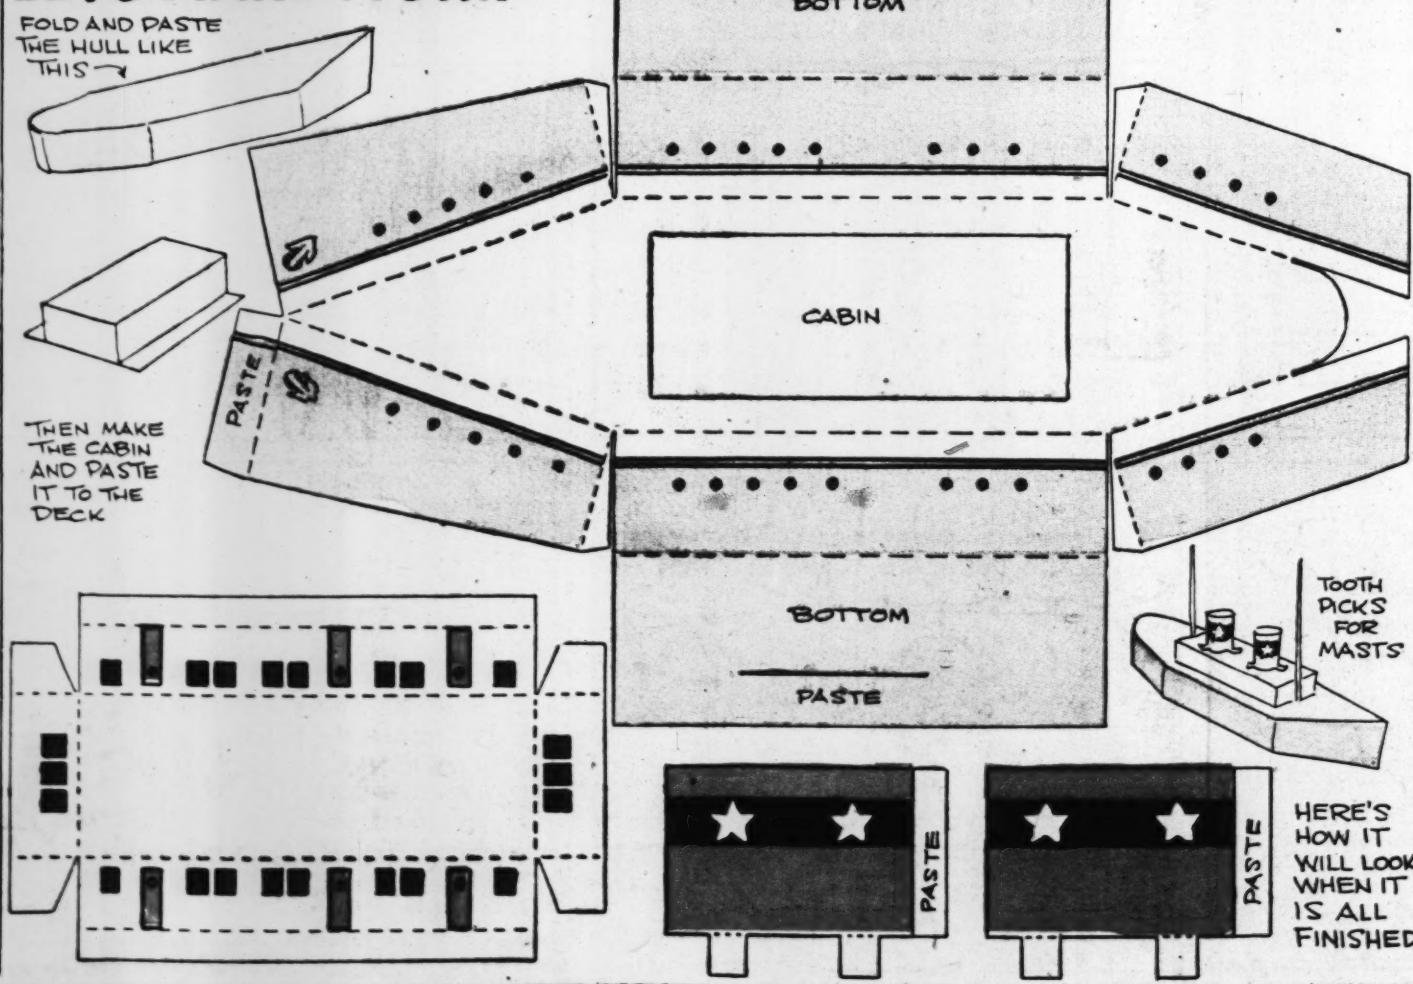 BOTTOM
FOLD AND PASTE
THE HULL LIKE
THIS
CABIN
PASTE
THEN MAKE
THE CABIN
AND PASTE
IT TO THE
DECK
BOTTOM
PASTE
TOOTH
PICKS
FOR
MASTS
PASTE
PASTE
HERE'S
HOW IT
WILL LOOK
WHEN IT
IS ALL
FINISHED